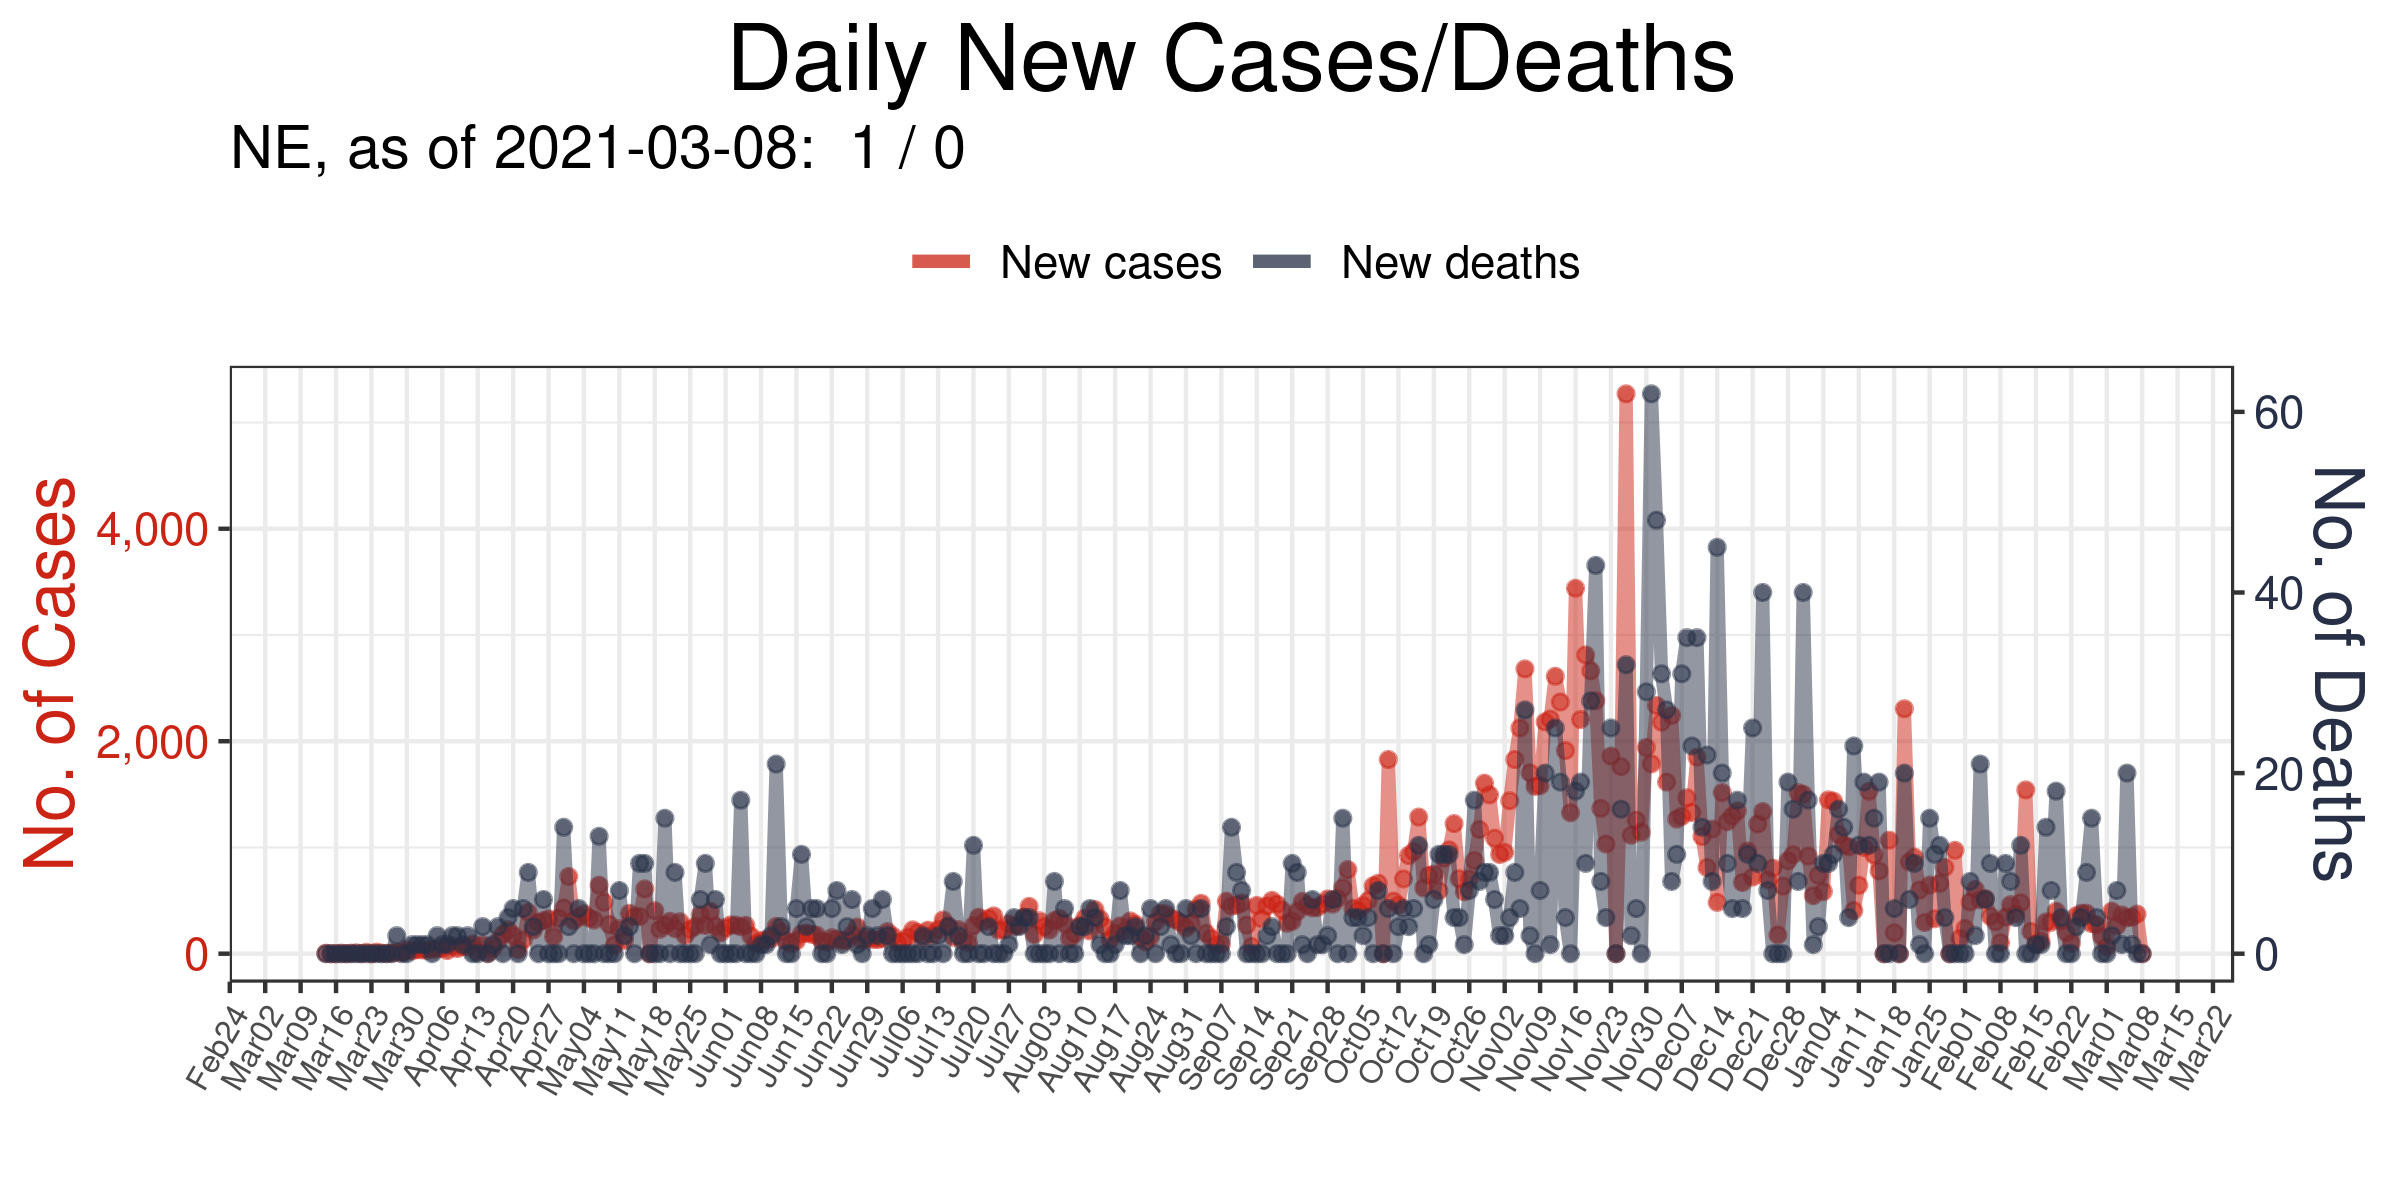 Daily New Cases/Deaths
NE, as of 2021-03-08:  1 / 0
New cases
New deaths
No. of Cases
4,000
2,000
0
60
40
20
0
No. of Deaths
Feb24
Mar02
Mar09
Mar16
Mar23
Mar30
Apr06
Apr13
Apr20
Apr27
May04
May11
May18
May25
Jun01
Jun08
Jun15
Jun22
Jun29
Jul06
Jul13
Jul20
Jul27
Aug03
Aug10
Aug17
Aug24
Aug31
Sep07
Sep14
Sep21
Sep28
Oct05
Oct12
Oct19
Oct26
Nov02
Nov09
Nov16
Nov23
Nov30
Dec07
Dec14
Dec21
Dec28
Jan04
Jan11
Jan18
Jan25
Feb01
Feb08
Feb15
Feb22
Mar01
Mar08
Mar15
Mar22